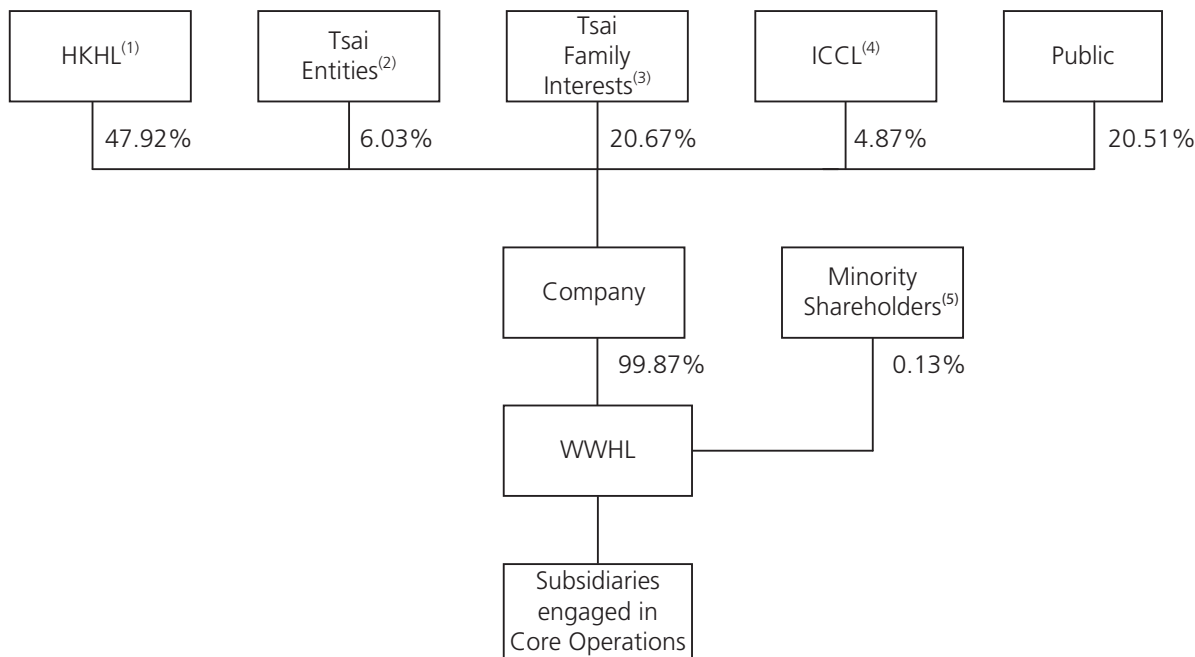 HKHL(1)
Tsai
Entities(2)
Tsai
Family
Interests(3)
ICCL(4)
Public
47.92%
6.03%
20.67%
4.87%
20.51%
Company
Minority
Shareholders(5)
99.87%
0.13%
WWHL
Subsidiaries
engaged in
Core Operations